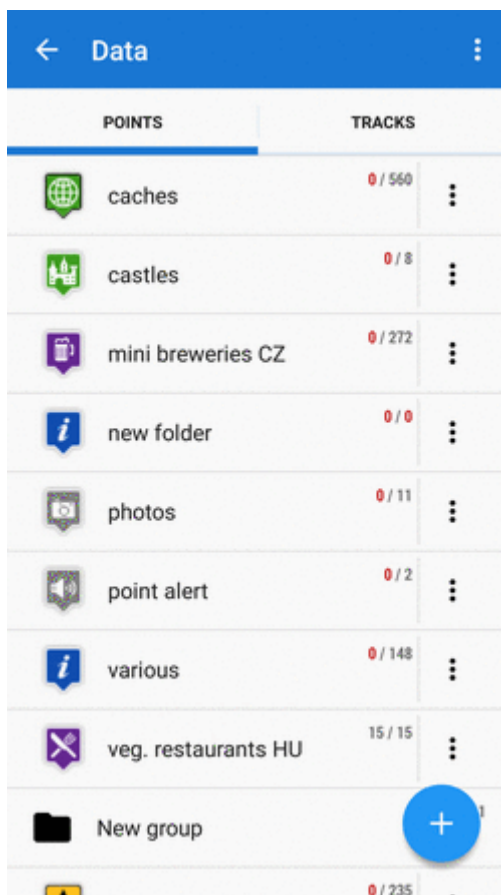 Data
POINTS TRACKS
caches 0 / 560
castles 0 / 8
mini breweries CZ 0 / 272
new folder 0 / 0
photos 0 / 11
point alert 0 / 2
various 0 / 148
veg. restaurants HU 15 / 15
New group 1
0 / 235